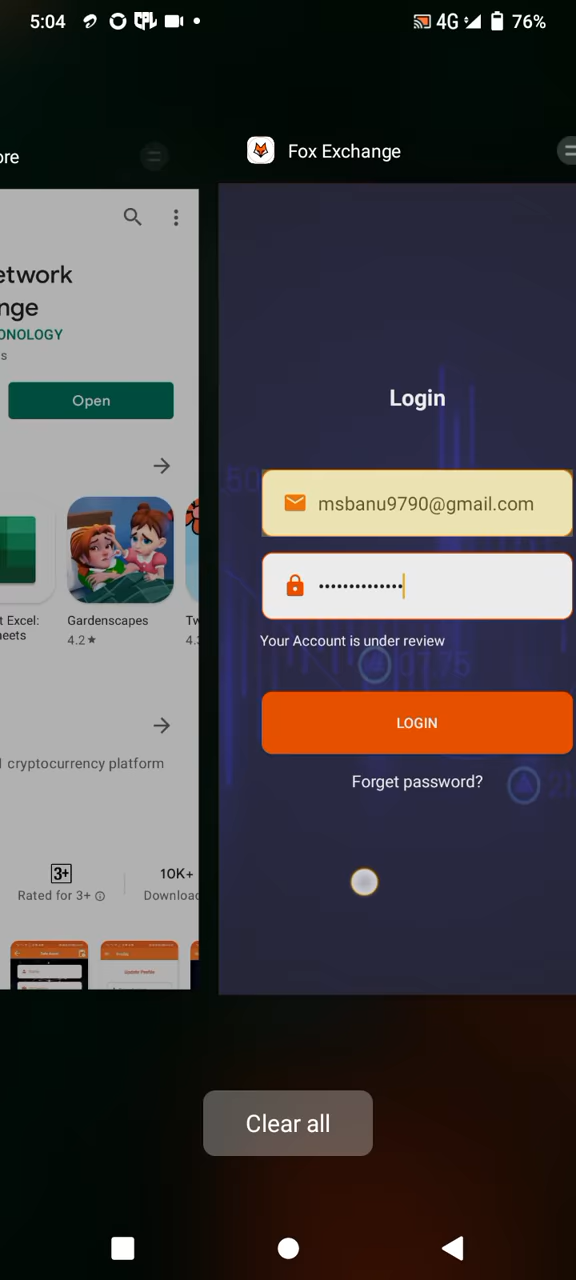 5:04
4G
76%
ore
Fox Exchange
etwork
nge
ONOLOGY
s
Open
t Excel:
eets
Gardenscapes
4.2★
Tw
4.
cryptocurrency platform
3+
Rated for 3+
10K+
Downloa
Login
msbanu9790@gmail.com
••••••••••••••
Your Account is under review
LOGIN
Forget password?
Clear all